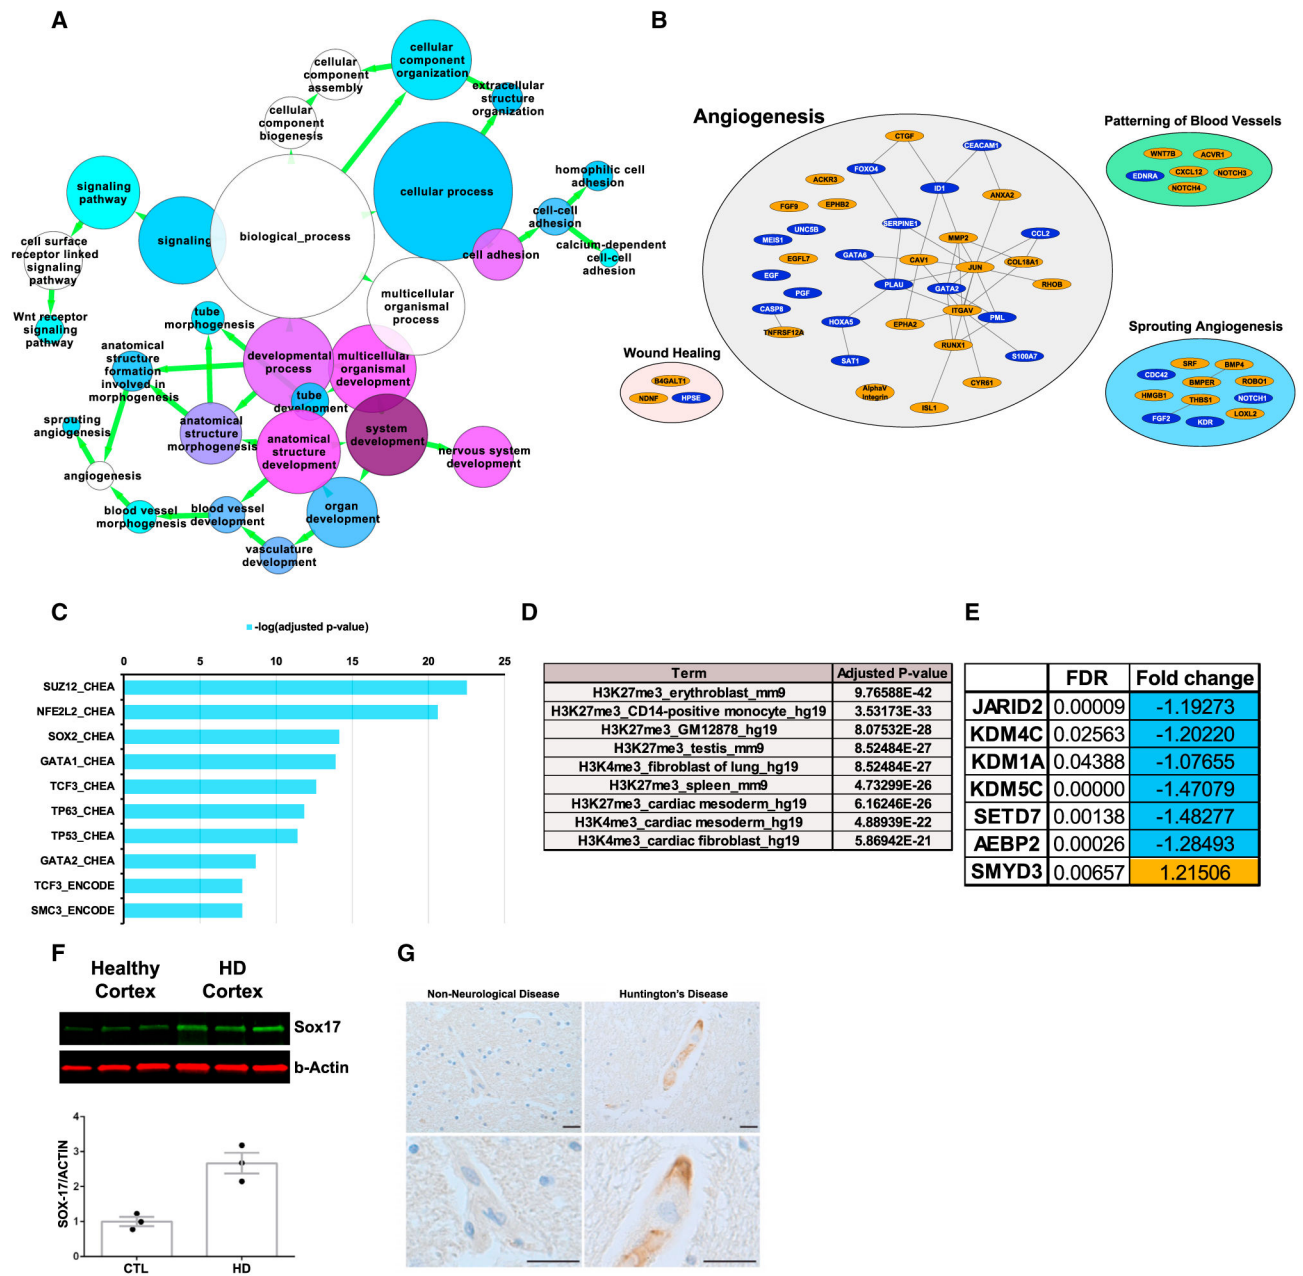 A
cellular
component
organization
cellular
component
assembly
extracellular
structure
organization
cellular
component
biogenesis
signaling
pathway
cellular process
homophilic cell
adhesion
cell-cell
adhesion
signaling
biological_process
cell adhesion
calcium-dependent
cell-cell
adhesion
cell surface
receptor linked
signaling
pathway
multicellular
organismal
process
Wnt receptor
signaling
pathway
tube
morphogenesis
anatomical
structure
formation
involved in
morphogenesis
developmental
process
multicellular
organismal
development
tube
development
sprouting
angiogenesis
anatomical
structure
morphogenesis
anatomical
structure
development
system
development
nervous system
development
angiogenesis
blood vessel
morphogenesis
blood vessel
development
organ
development
vasculature
development
B
Angiogenesis
CTGF
CEACAM1
FOXO4
ACKR3
ID1
ANXA2
FGF9
EPHB2
UNC5B
SERPINE1
MEIS1
MMP2
CCL2
EGFL7
GATA6
CAV1
JUN
COL18A1
EGF
PLAU
GATA2
RHOB
PGF
CASP8
ITGAV
PML
TNFRSF12A
HOXA5
EPHA2
RUNX1
SAT1
S100A7
CYR61
AlphaV
Integrin
ISL1
Wound Healing
B4GALT1
NDNF
HPSE
Patterning of Blood Vessels
WNT7B
ACVR1
EDNRA
CXCL12
NOTCH3
NOTCH4
Sprouting Angiogenesis
SRF
BMP4
CDC42
BMPER
ROBO1
HMGB1
THBS1
NOTCH1
FGF2
KDR
LOXL2
C
-log(adjusted p-value)
0 5 10 15 20 25
SUZ12_CHEA
NFE2L2_CHEA
SOX2_CHEA
GATA1_CHEA
TCF3_CHEA
TP63_CHEA
TP53_CHEA
GATA2_CHEA
TCF3_ENCODE
SMC3_ENCODE
D
Term Adjusted P-value
H3K27me3_erythroblast_mm9 9.76588E-42
H3K27me3_CD14-positive monocyte_hg19 3.53173E-33
H3K27me3_GM12878_hg19 8.07532E-28
H3K27me3_testis_mm9 8.52484E-27
H3K4me3_fibroblast of lung_hg19 8.52484E-27
H3K27me3_spleen_mm9 4.73299E-26
H3K27me3_cardiac mesoderm_hg19 6.16246E-26
H3K4me3_cardiac mesoderm_hg19 4.88939E-22
H3K4me3_cardiac fibroblast_hg19 5.86942E-21
E
FDR Fold change
JARID2 0.00009 -1.19273
KDM4C 0.02563 -1.20220
KDM1A 0.04388 -1.07655
KDM5C 0.00000 -1.47079
SETD7 0.00138 -1.48277
AEBP2 0.00026 -1.28493
SMYD3 0.00657 1.21506
F
Healthy
Cortex
HD
Cortex
Sox17
b-Actin
SOX-17/ACTIN
4
3
2
1
0
CTL HD
G
Non-Neurological Disease
Huntington's Disease